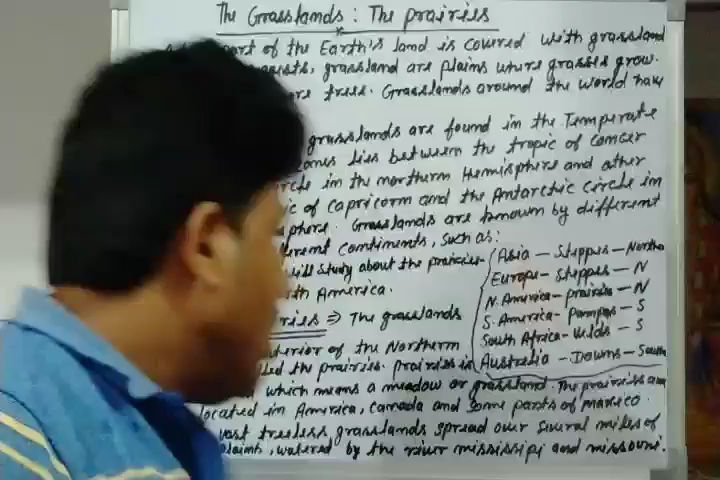 The Grasslands : The prairies
part of the Earth's land is covered with grassland
grassland are plains where grasses grow.
trees. Grasslands around the world have
grasslands are found in the Temperate
lies between the tropic of cancer
in the northern Hemisphere and other
of capricorn and the Antarctic circle in
Grasslands are known by different
continents, such as:
Asia - Steppes - North
will study about the prairies-
Europe - Steppes - N
America.
N. America - prairies - N
⇒ The grasslands
S. America - Pampas - S
South Africa - Velds - S
of the Northern
Australia - Downs - South
the prairies. prairies is
which means a meadow or grassland. The prairies are
located in America, canada and some parts of mexico.
vast treeless grasslands spread over several miles of
watered by the river mississipi and missouri.